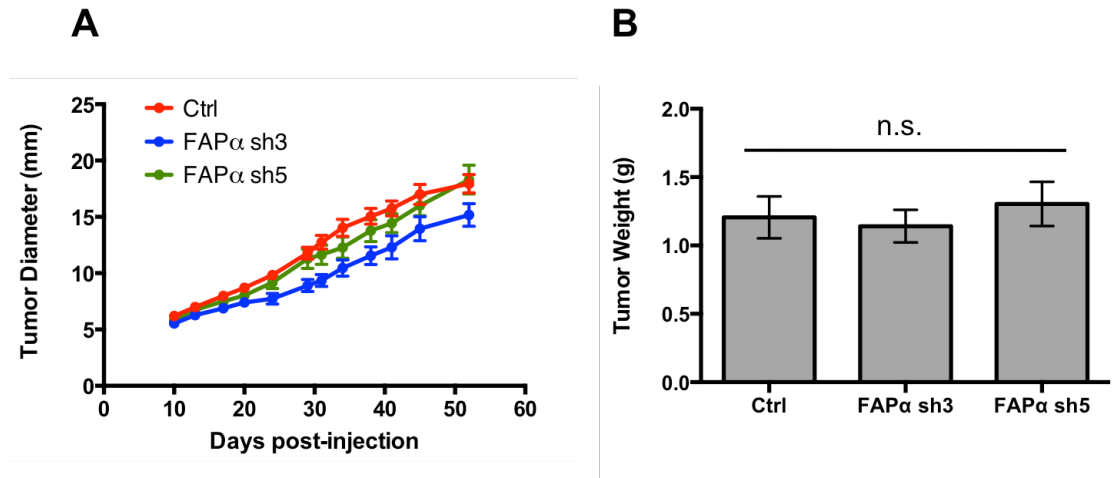 A
B
Ctrl
FAPα sh3
FAPα sh5
Tumor Diameter (mm)
25
20
15
10
5
0
0 10 20 30 40 50 60
Days post-injection
n.s.
Tumor Weight (g)
2.0
1.5
1.0
0.5
0.0
Ctrl FAPα sh3 FAPα sh5